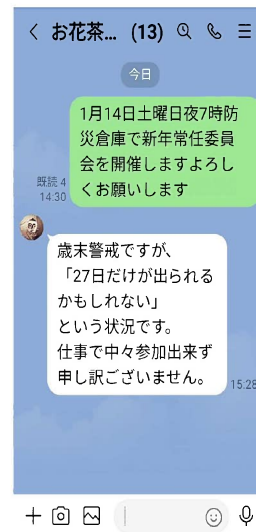 お花茶... (13)
今日
1月14日土曜日夜7時防
災倉庫で新年常任委員
会を開催しますよろし
くお願いします
既読 4
14:30
歳末警戒ですが、
「27日だけが出られる
かもしれない」
という状況です。
仕事で中々参加出来ず
申し訳ございません。
15:28